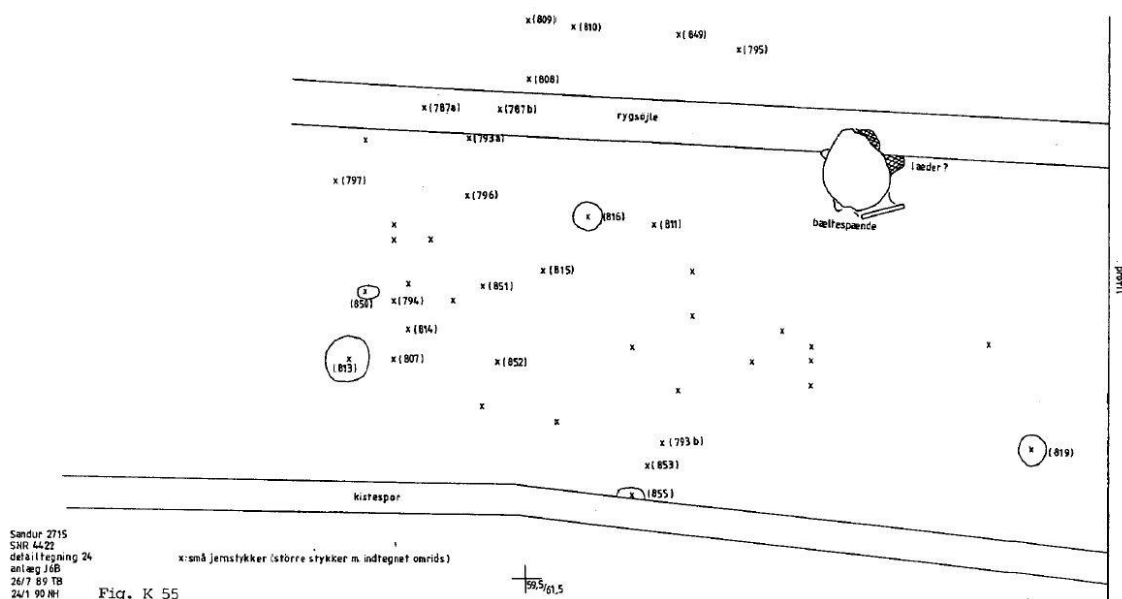 x(809)
x(810)
x(849)
x(795)
x(808)
x(787a)
x(787b)
rygsøjle
x
x(793a)
læder?
x(797)
x(796)
x(816)
x(811)
bæltespænde
x
x x
x(815)
x
profil
x
x(851)
x
(850)
x(794)
x
x
x(814)
x
x
x
x
x
(813)
x(807)
x(852)
x
x
x
x
x
x
x(793b)
x(819)
x(853)
x(855)
kistespor
Sandur 2715
SNR 4422
detailtegning 24
anlæg J6B
26/7 89 TB
24/1 90 NH
x:små jernstykker (större stykker m. indtegnet omrids)
59,5/61,5
Fig. K 55